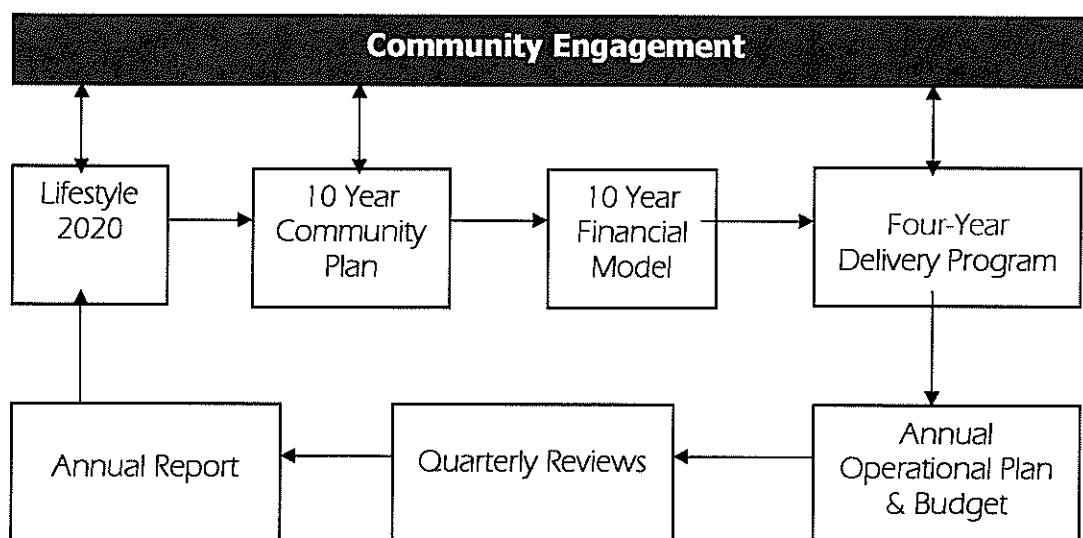 Community Engagement
Lifestyle
2020
10 Year
Community
Plan
10 Year
Financial
Model
Four-Year
Delivery Program
Annual Report
Quarterly Reviews
Annual
Operational Plan
& Budget